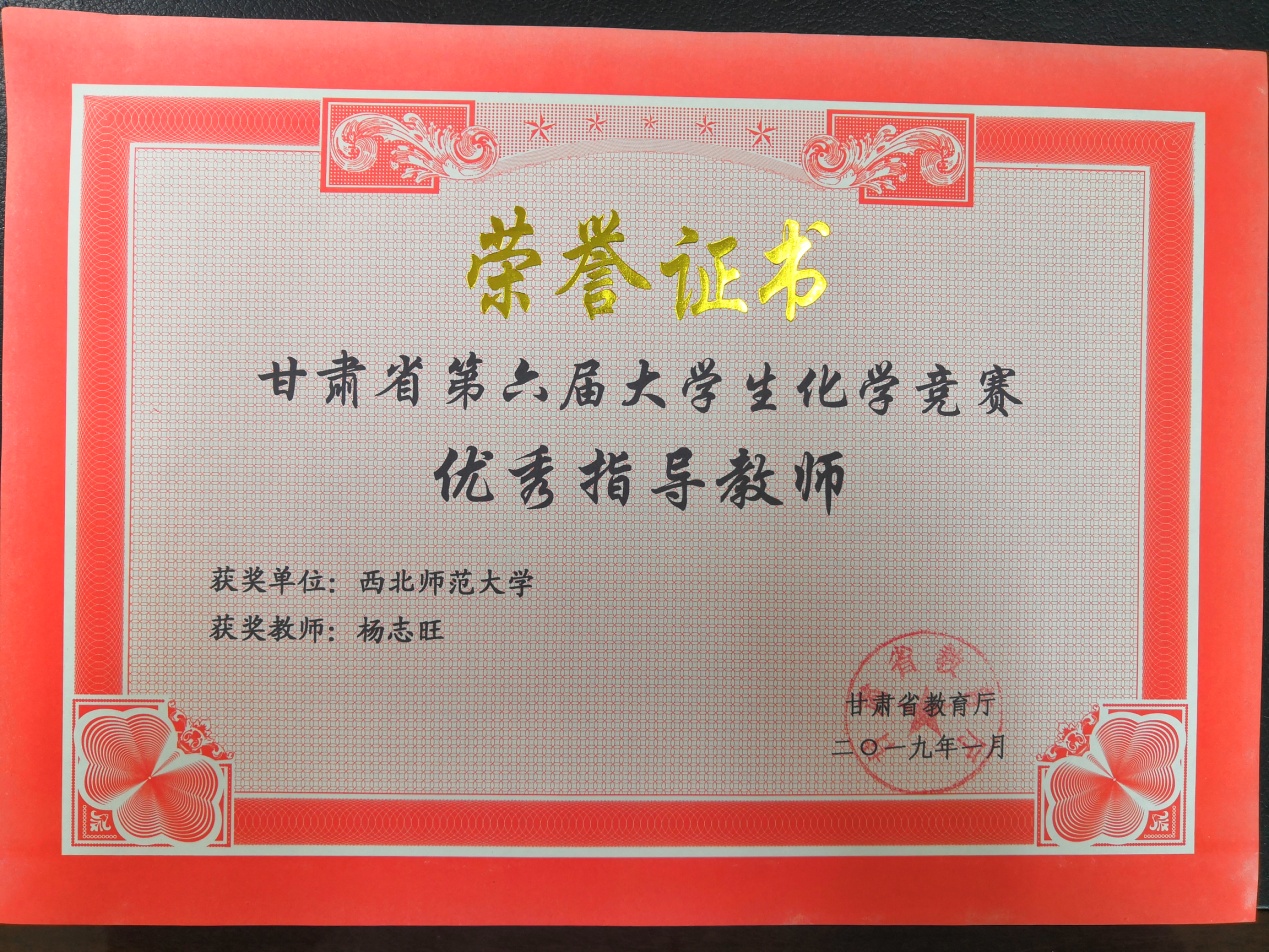 荣誉证书
甘肃省第六届大学生化学竞赛
优秀指导教师
获奖单位：西北师范大学
获奖教师：杨志旺
甘肃省教育厅
二〇一九年一月
省教